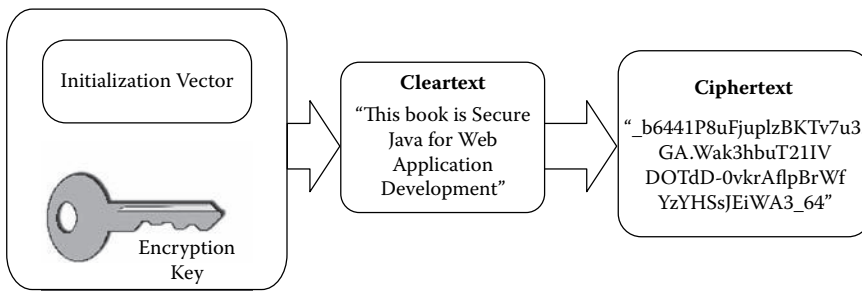 Initialization Vector
Encryption
Key
Cleartext
“This book is Secure
Java for Web
Application
Development”
Ciphertext
“_b6441P8uFjuplzBKTv7u3
GA.Wak3hbuT21IV
DOTdD-0vkrAflpBrWf
YzYHSsJEiWA3_64”